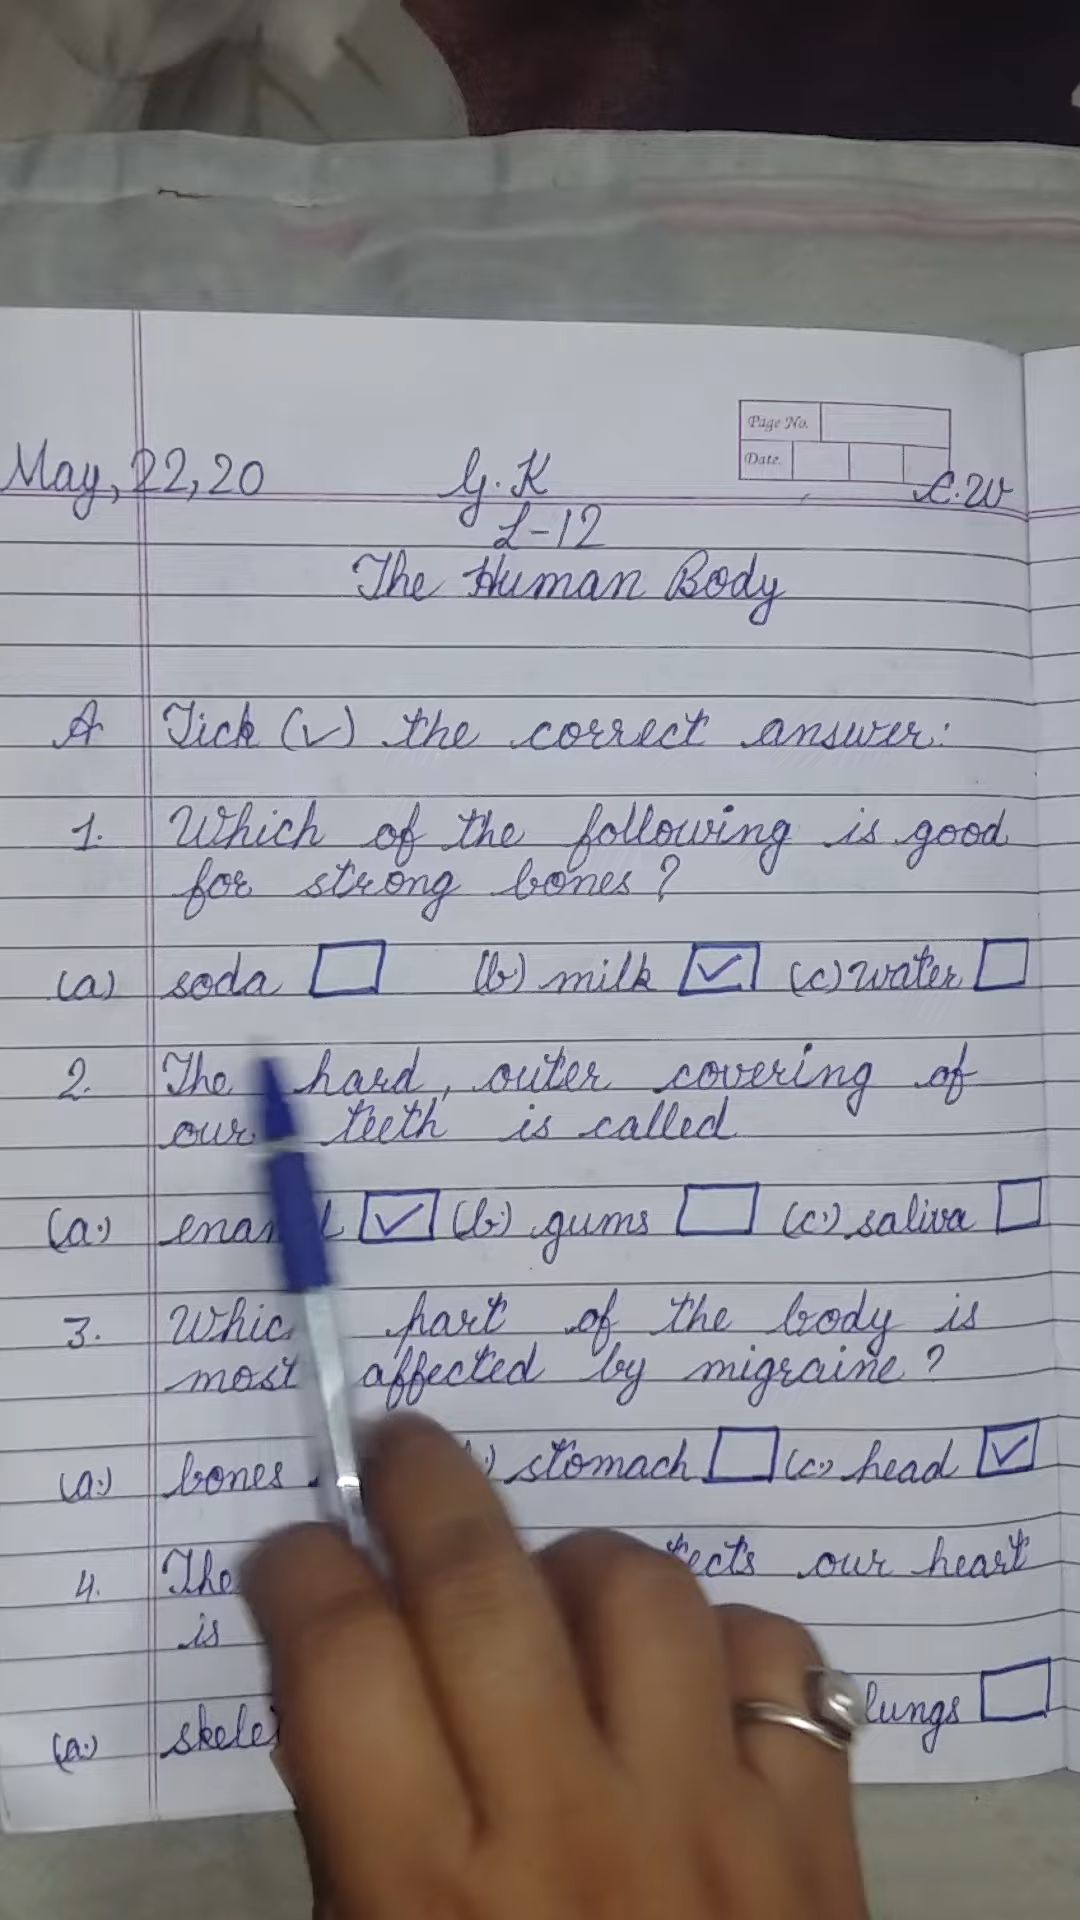 Page No.
Date.
May, 22, 20 G.K C.W
L-12
The Human Body
A Tick (✓) the correct answer:
1. Which of the following is good
for strong bones?
(a) soda (b) milk ✓ (c) water
2. The hard, outer covering of
our teeth is called
(a.) (b.) gums (c.) saliva
3. part of the body is
most affected by migraine?
(a.) bones stomach (c.) head ✓
4. The our heart
is
(a.) lungs